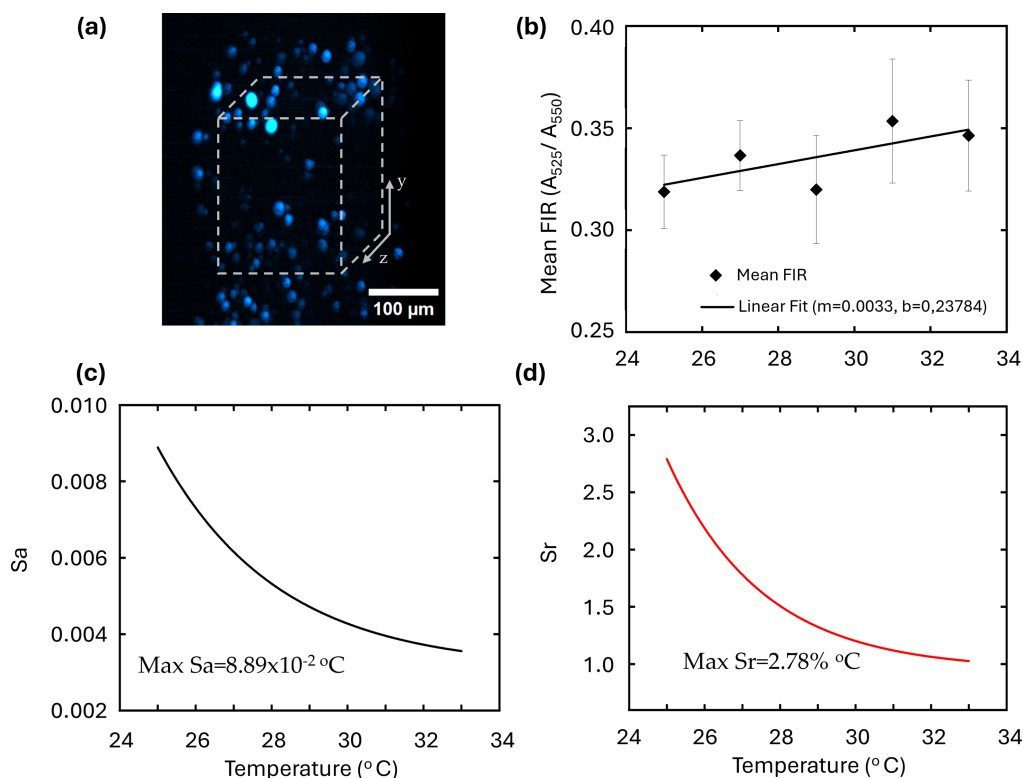 (a)
y
z
100 µm
(b)
0.40
0.35
0.30
0.25
Mean FIR (A525/ A550)
Mean FIR
Linear Fit (m=0.0033, b=0,23784)
24 26 28 30 32 34
(c)
0.010
0.008
0.006
0.004
0.002
Sa
Max Sa=8.89x10-2 oC
24 26 28 30 32 34
Temperature (o C)
(d)
3.0
2.5
2.0
1.5
1.0
Sr
Max Sr=2.78% oC
24 26 28 30 32 34
Temperature (o C)